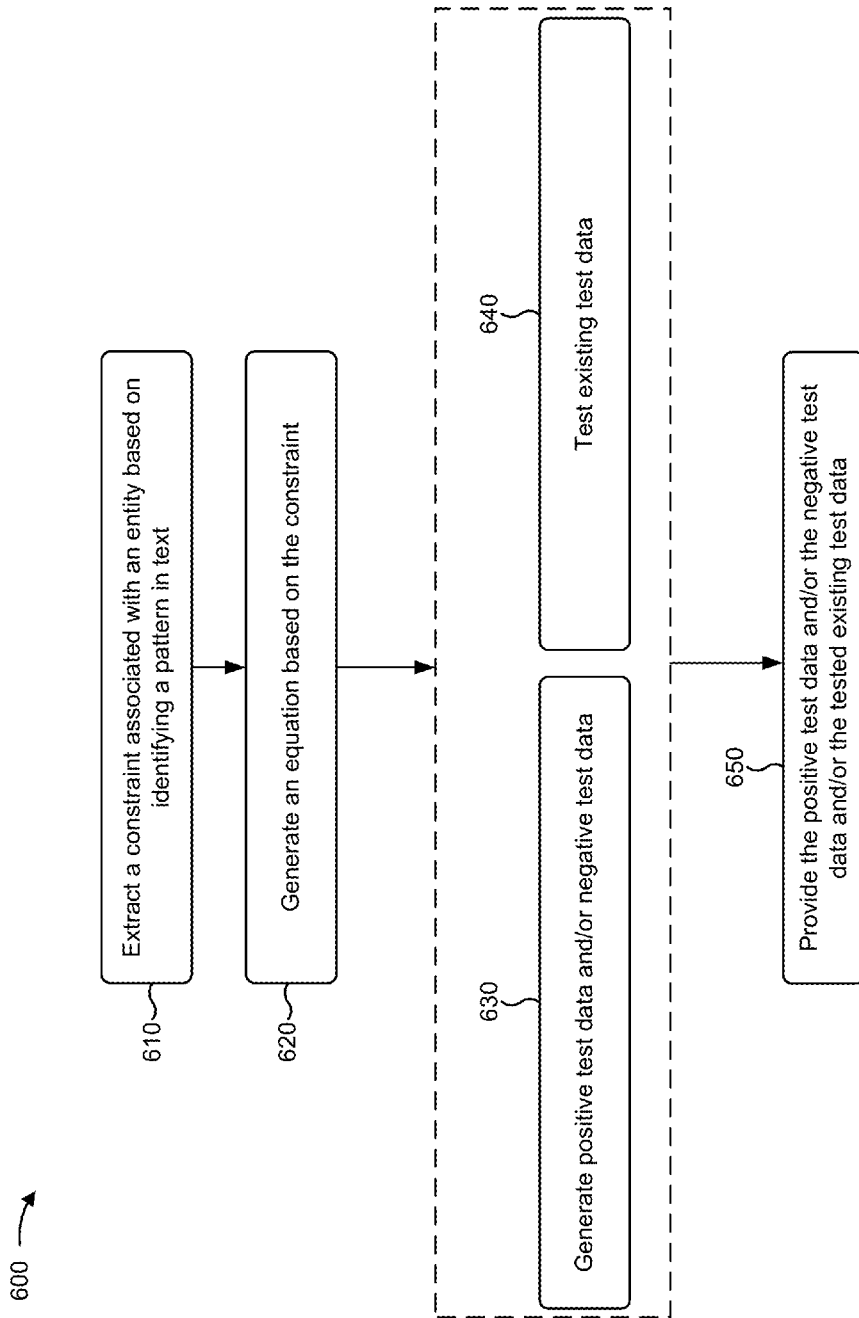 600
Extract a constraint associated with an entity based on
identifying a pattern in text
610
Generate an equation based on the constraint
620
Generate positive test data and/or negative test data
630
Test existing test data
640
Provide the positive test data and/or the negative test
data and/or the tested existing test data
650